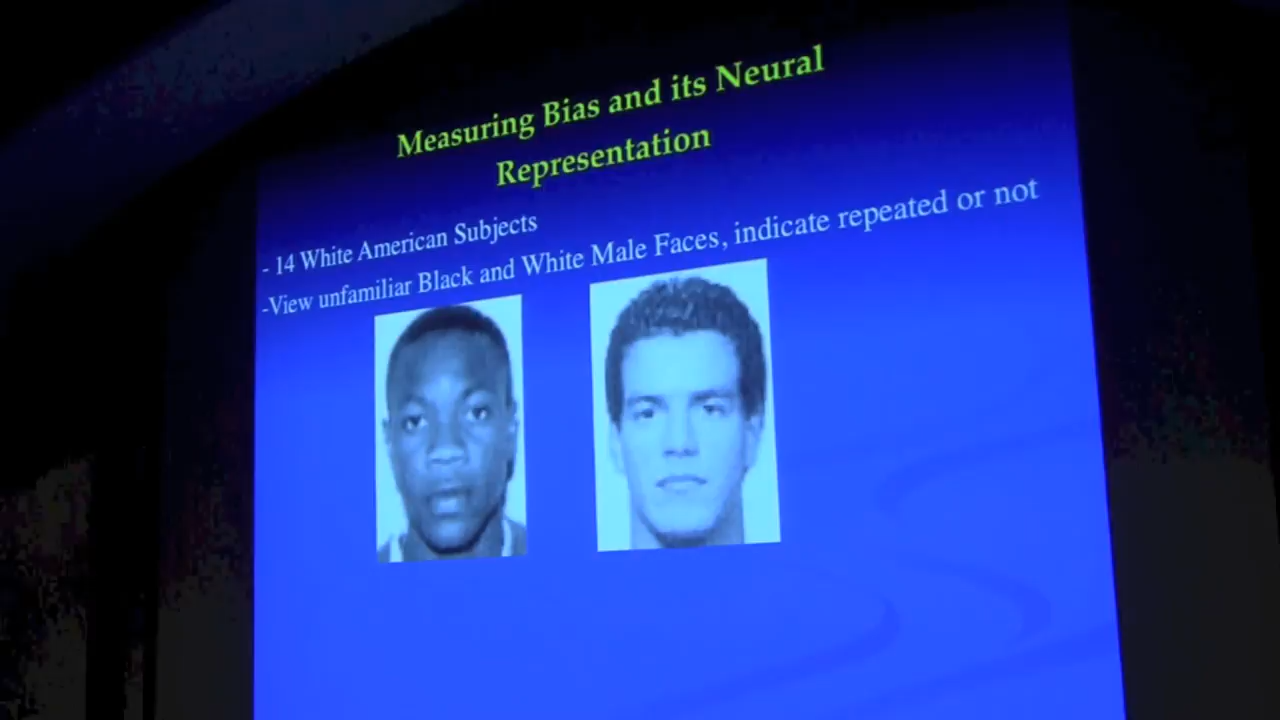 Measuring Bias and its Neural
Representation
- 14 White American Subjects
-View unfamiliar Black and White Male Faces, indicate repeated or not